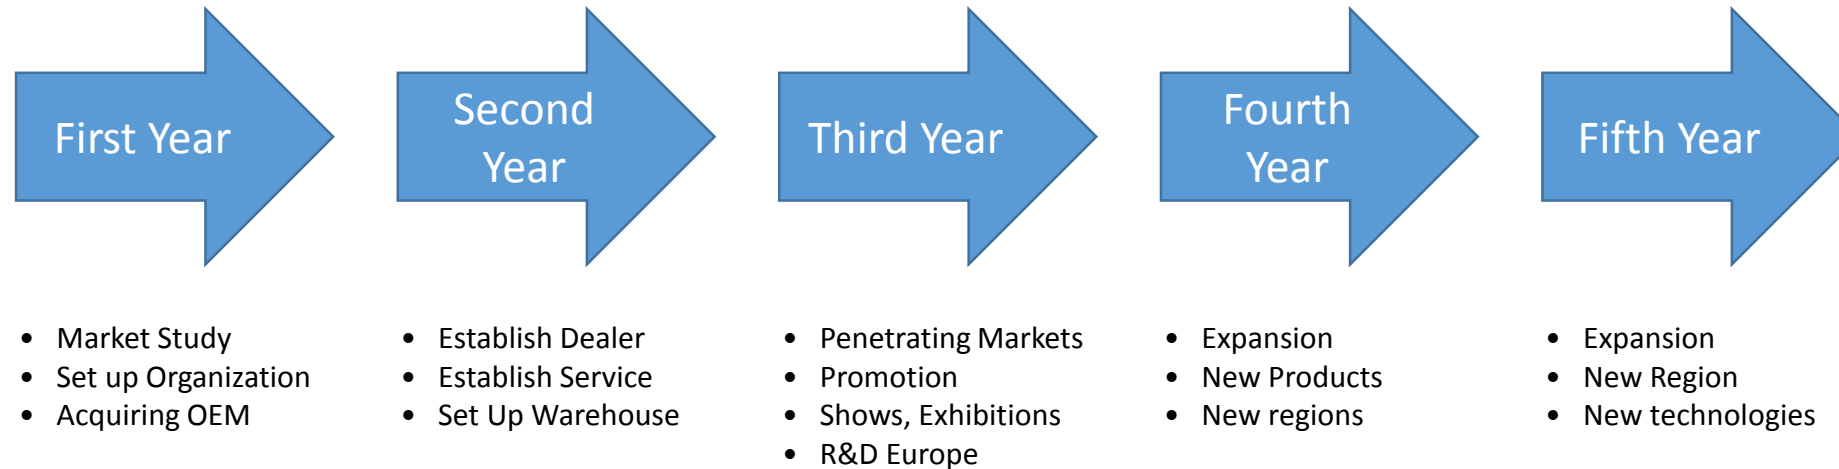 First Year
Second
Year
Third Year
Fourth
Year
Fifth Year
• Market Study
• Set up Organization
• Acquiring OEM
• Establish Dealer
• Establish Service
• Set Up Warehouse
• Penetrating Markets
• Promotion
• Shows, Exhibitions
• R&D Europe
• Expansion
• New Products
• New regions
• Expansion
• New Region
• New technologies